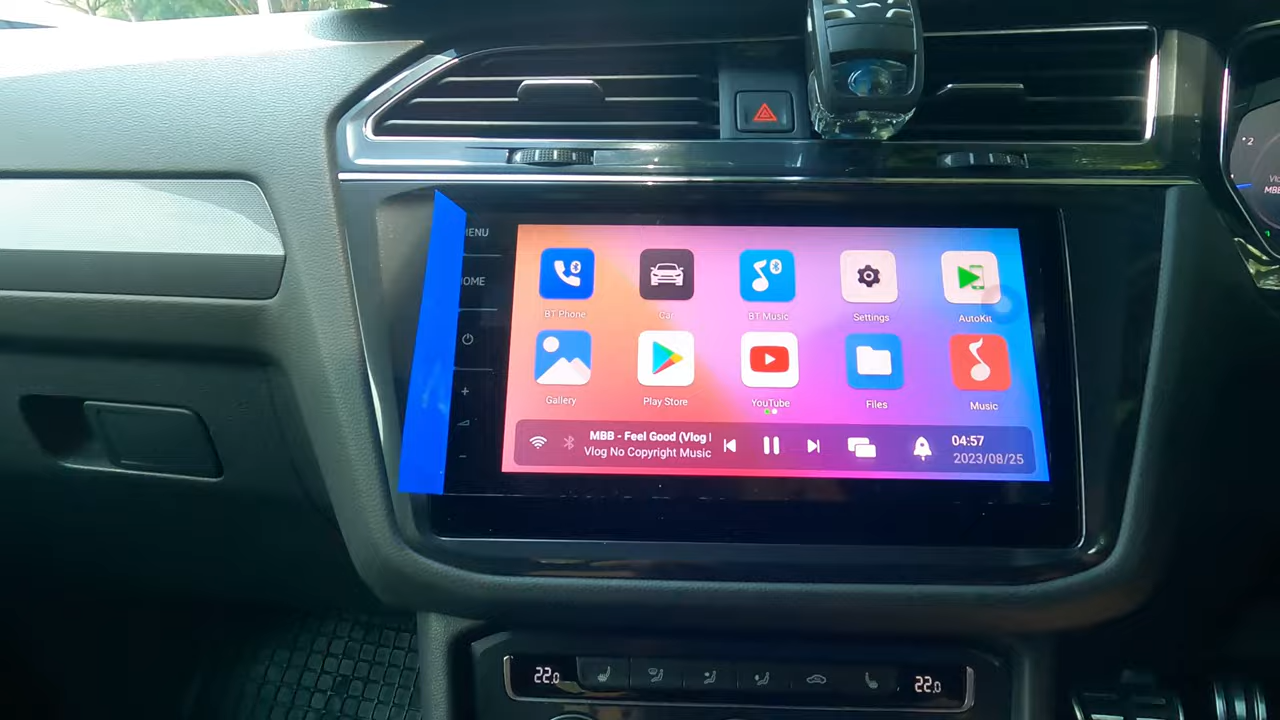 MENU
HOME
BT Phone
Car
BT Music
Settings
AutoKit
Gallery
Play Store
YouTube
Files
Music
MBB - Feel Good (Vlog
Vlog No Copyright Music
04:57
2023/08/25
22.0
22.0
2